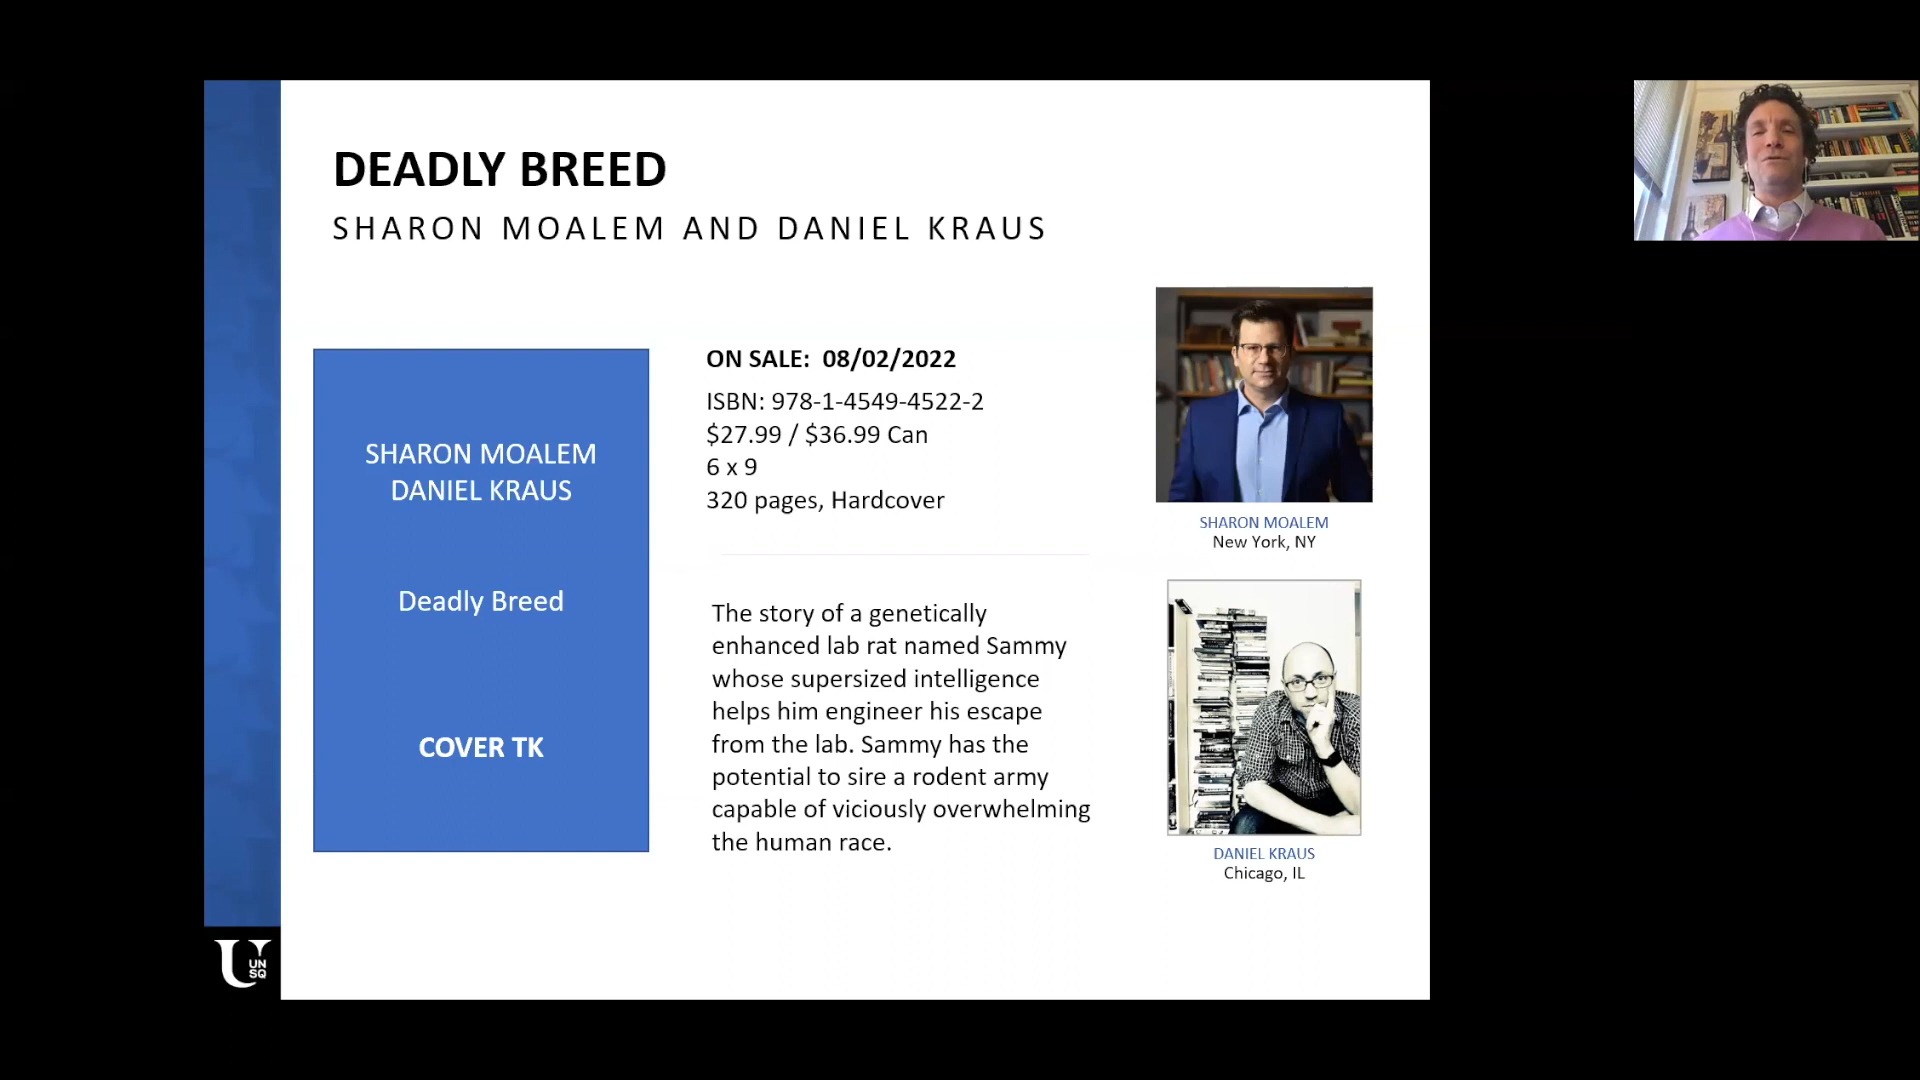 DEADLY BREED
SHARON MOALEM AND DANIEL KRAUS
SHARON MOALEM
DANIEL KRAUS
Deadly Breed
COVER TK
ON SALE: 08/02/2022
ISBN: 978-1-4549-4522-2
$27.99 / $36.99 Can
6 x 9
320 pages, Hardcover
The story of a genetically
enhanced lab rat named Sammy
whose supersized intelligence
helps him engineer his escape
from the lab. Sammy has the
potential to sire a rodent army
capable of viciously overwhelming
the human race.
SHARON MOALEM
New York, NY
DANIEL KRAUS
Chicago, IL
U
UN
SQ